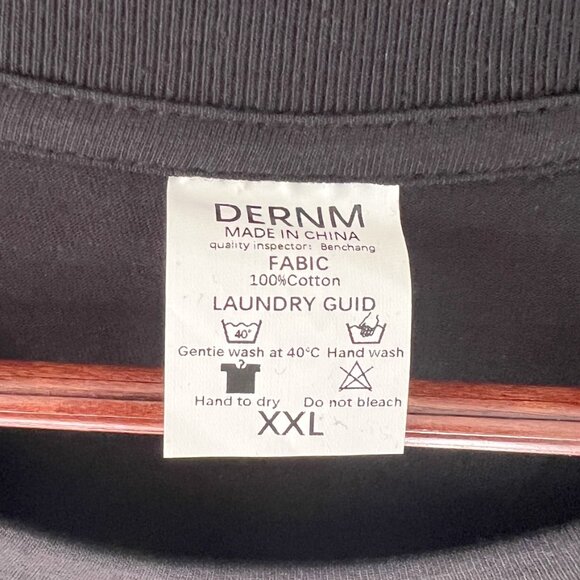 DERNM
MADE IN CHINA
quality inspector: Benchang
FABIC
100%Cotton
LAUNDRY GUID
40°
Gentie wash at 40°C Hand wash
Hand to dry Do not bleach
XXL